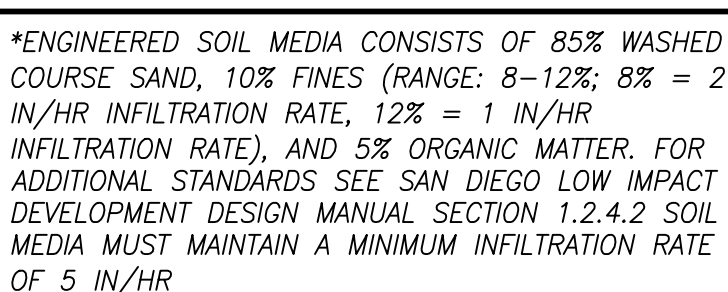 *ENGINEERED SOIL MEDIA CONSISTS OF 85% WASHED
COURSE SAND, 10% FINES (RANGE: 8-12%; 8% = 2
IN/HR INFILTRATION RATE, 12% = 1 IN/HR
INFILTRATION RATE), AND 5% ORGANIC MATTER. FOR
ADDITIONAL STANDARDS SEE SAN DIEGO LOW IMPACT
DEVELOPMENT DESIGN MANUAL SECTION 1.2.4.2 SOIL
MEDIA MUST MAINTAIN A MINIMUM INFILTRATION RATE
OF 5 IN/HR